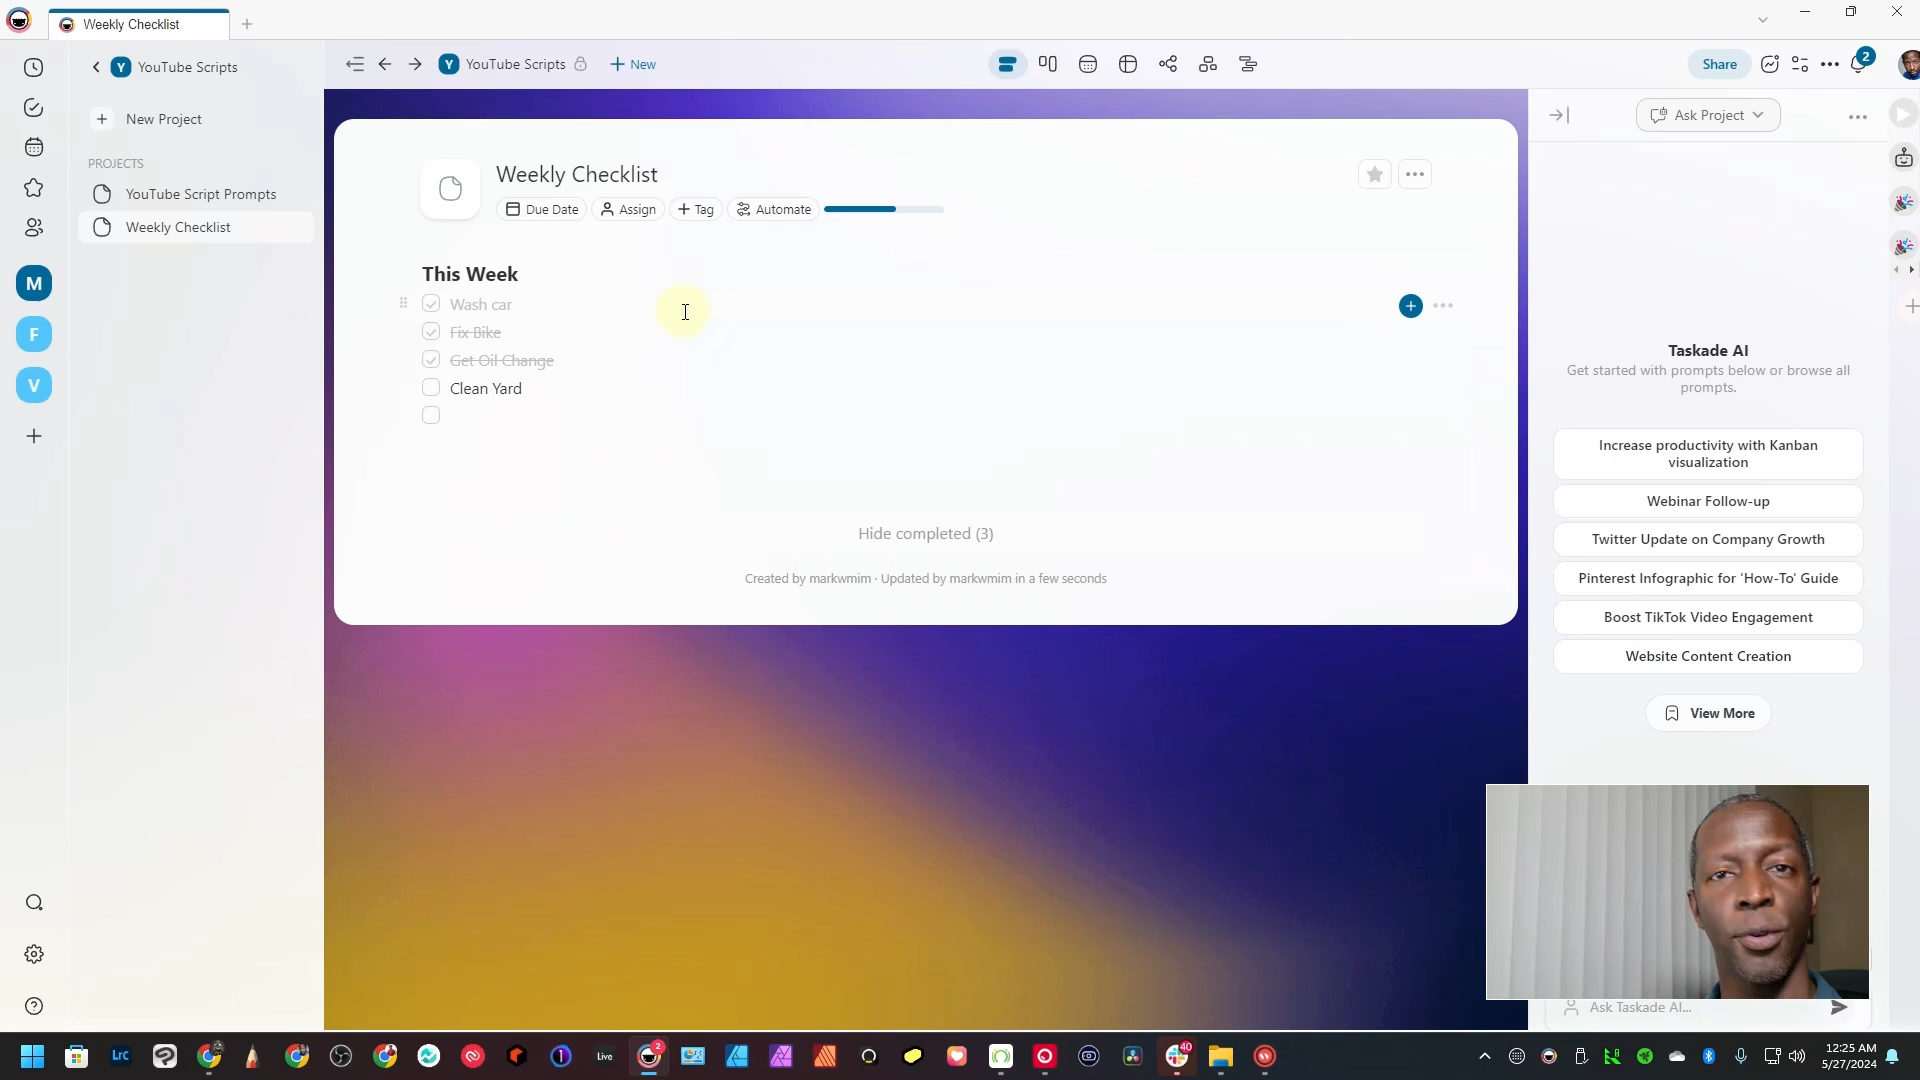 Weekly Checklist
YouTube Scripts
New Project
PROJECTS
YouTube Script Prompts
Weekly Checklist
M
F
V
Y YouTube Scripts
New
Share
2
Ask Project
Weekly Checklist
Due Date
Assign
Tag
Automate
This Week
Wash car
Fix Bike
Get Oil Change
Clean Yard
Hide completed (3)
Created by markwmim · Updated by markwmim in a few seconds
Taskade AI
Get started with prompts below or browse all
prompts.
Increase productivity with Kanban
visualization
Webinar Follow-up
Twitter Update on Company Growth
Pinterest Infographic for 'How-To' Guide
Boost TikTok Video Engagement
Website Content Creation
View More
Ask Taskade AI...
Lrc
Live
2
40
12:25 AM
5/27/2024